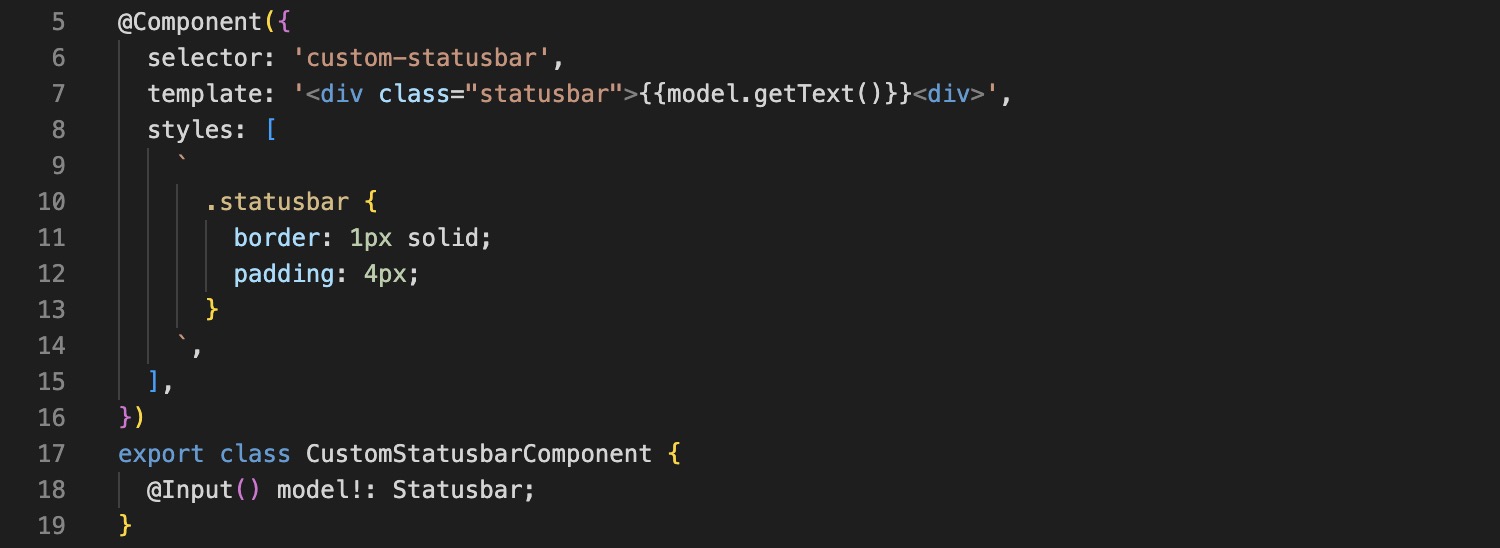 5 @Component({
6 selector: 'custom-statusbar',
7 template: '<div class="statusbar">{{model.getText()}}<div>',
8 styles: [
9 `
10 .statusbar {
11 border: 1px solid;
12 padding: 4px;
13 }
14 `,
15 ],
16 })
17 export class CustomStatusbarComponent {
18 @Input() model!: Statusbar;
19 }